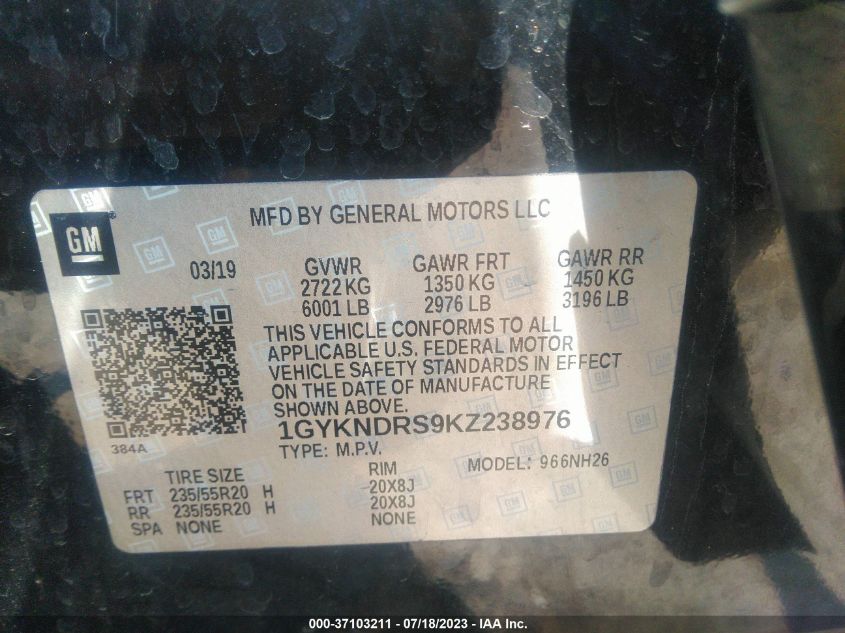 GM
MFD BY GENERAL MOTORS LLC
03/19
GVWR GAWR FRT GAWR RR
2722 KG 1350 KG 1450 KG
6001 LB 2976 LB 3196 LB
THIS VEHICLE CONFORMS TO ALL
APPLICABLE U.S. FEDERAL MOTOR
VEHICLE SAFETY STANDARDS IN EFFECT
ON THE DATE OF MANUFACTURE
SHOWN ABOVE.
384A
1GYKNDRS9KZ238976
TYPE: M.P.V. MODEL: 966NH26
TIRE SIZE RIM
FRT 235/55R20 H 20X8J
RR 235/55R20 H 20X8J
SPA NONE NONE
000-37103211 - 07/18/2023 - IAA Inc.